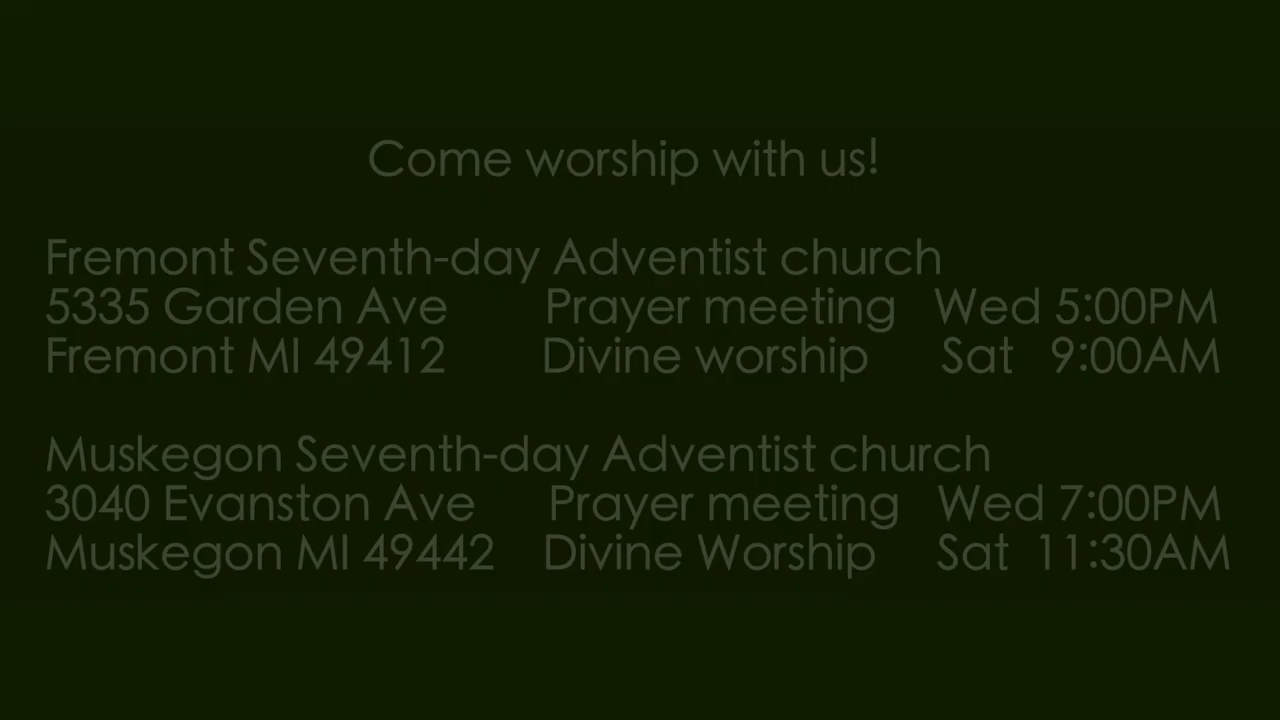 Come worship with us!
Fremont Seventh-day Adventist church
5335 Garden Ave Prayer meeting Wed 5:00PM
Fremont MI 49412 Divine worship Sat 9:00AM
Muskegon Seventh-day Adventist church
3040 Evanston Ave Prayer meeting Wed 7:00PM
Muskegon MI 49442 Divine Worship Sat 11:30AM